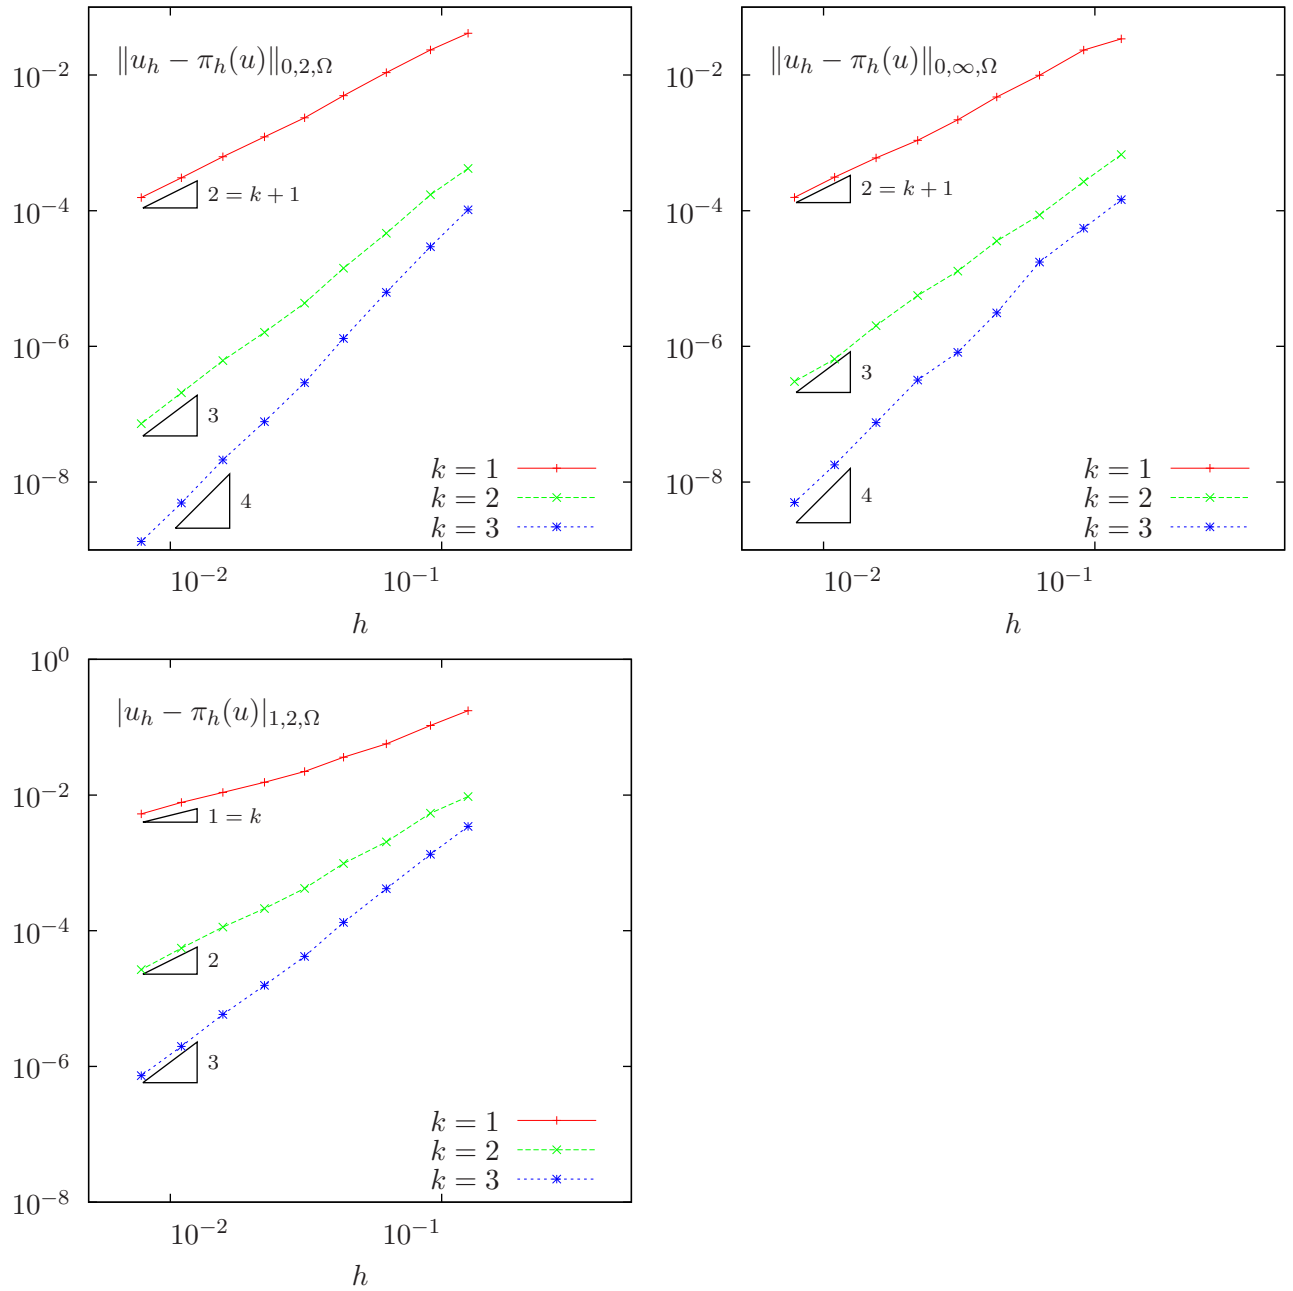 ‖u_h − π_h(u)‖_{0,2,Ω}
10^{−2}
2 = k + 1
10^{−4}
10^{−6}
3
10^{−8}
4
k = 1
k = 2
k = 3
10^{−2} 10^{−1}
h
‖u_h − π_h(u)‖_{0,∞,Ω}
10^{−2}
2 = k + 1
10^{−4}
10^{−6}
3
10^{−8}
4
k = 1
k = 2
k = 3
10^{−2} 10^{−1}
h
10^{0}
|u_h − π_h(u)|_{1,2,Ω}
10^{−2}
1 = k
10^{−4}
2
10^{−6}
3
k = 1
k = 2
k = 3
10^{−8}
10^{−2} 10^{−1}
h